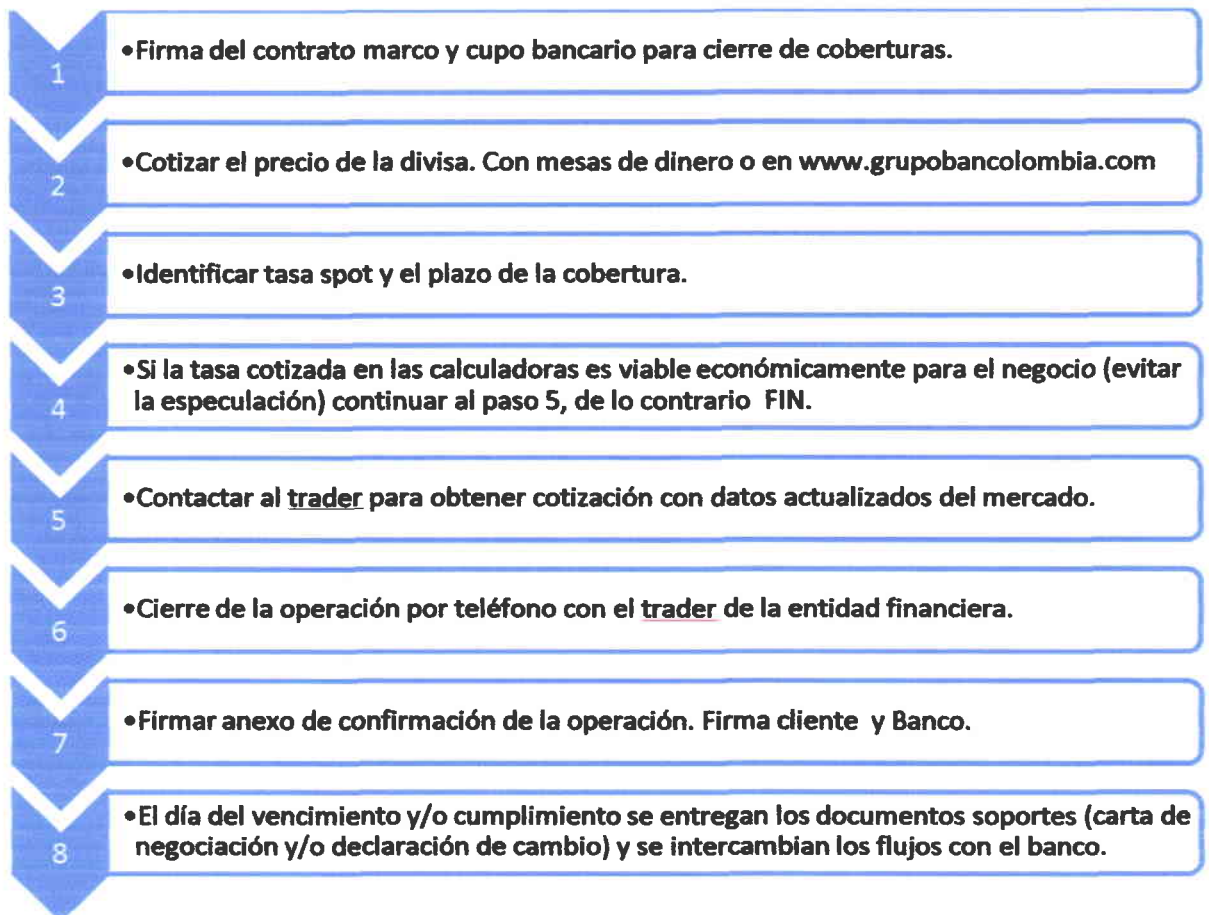 1
•Firma del contrato marco y cupo bancario para cierre de coberturas.
2
•Cotizar el precio de la divisa. Con mesas de dinero o en www.grupobancolombia.com
3
•Identificar tasa spot y el plazo de la cobertura.
4
•Si la tasa cotizada en las calculadoras es viable económicamente para el negocio (evitar
la especulación) continuar al paso 5, de lo contrario FIN.
5
•Contactar al trader para obtener cotización con datos actualizados del mercado.
6
•Cierre de la operación por teléfono con el trader de la entidad financiera.
7
•Firmar anexo de confirmación de la operación. Firma cliente y Banco.
8
•El día del vencimiento y/o cumplimiento se entregan los documentos soportes (carta de
negociación y/o declaración de cambio) y se intercambian los flujos con el banco.